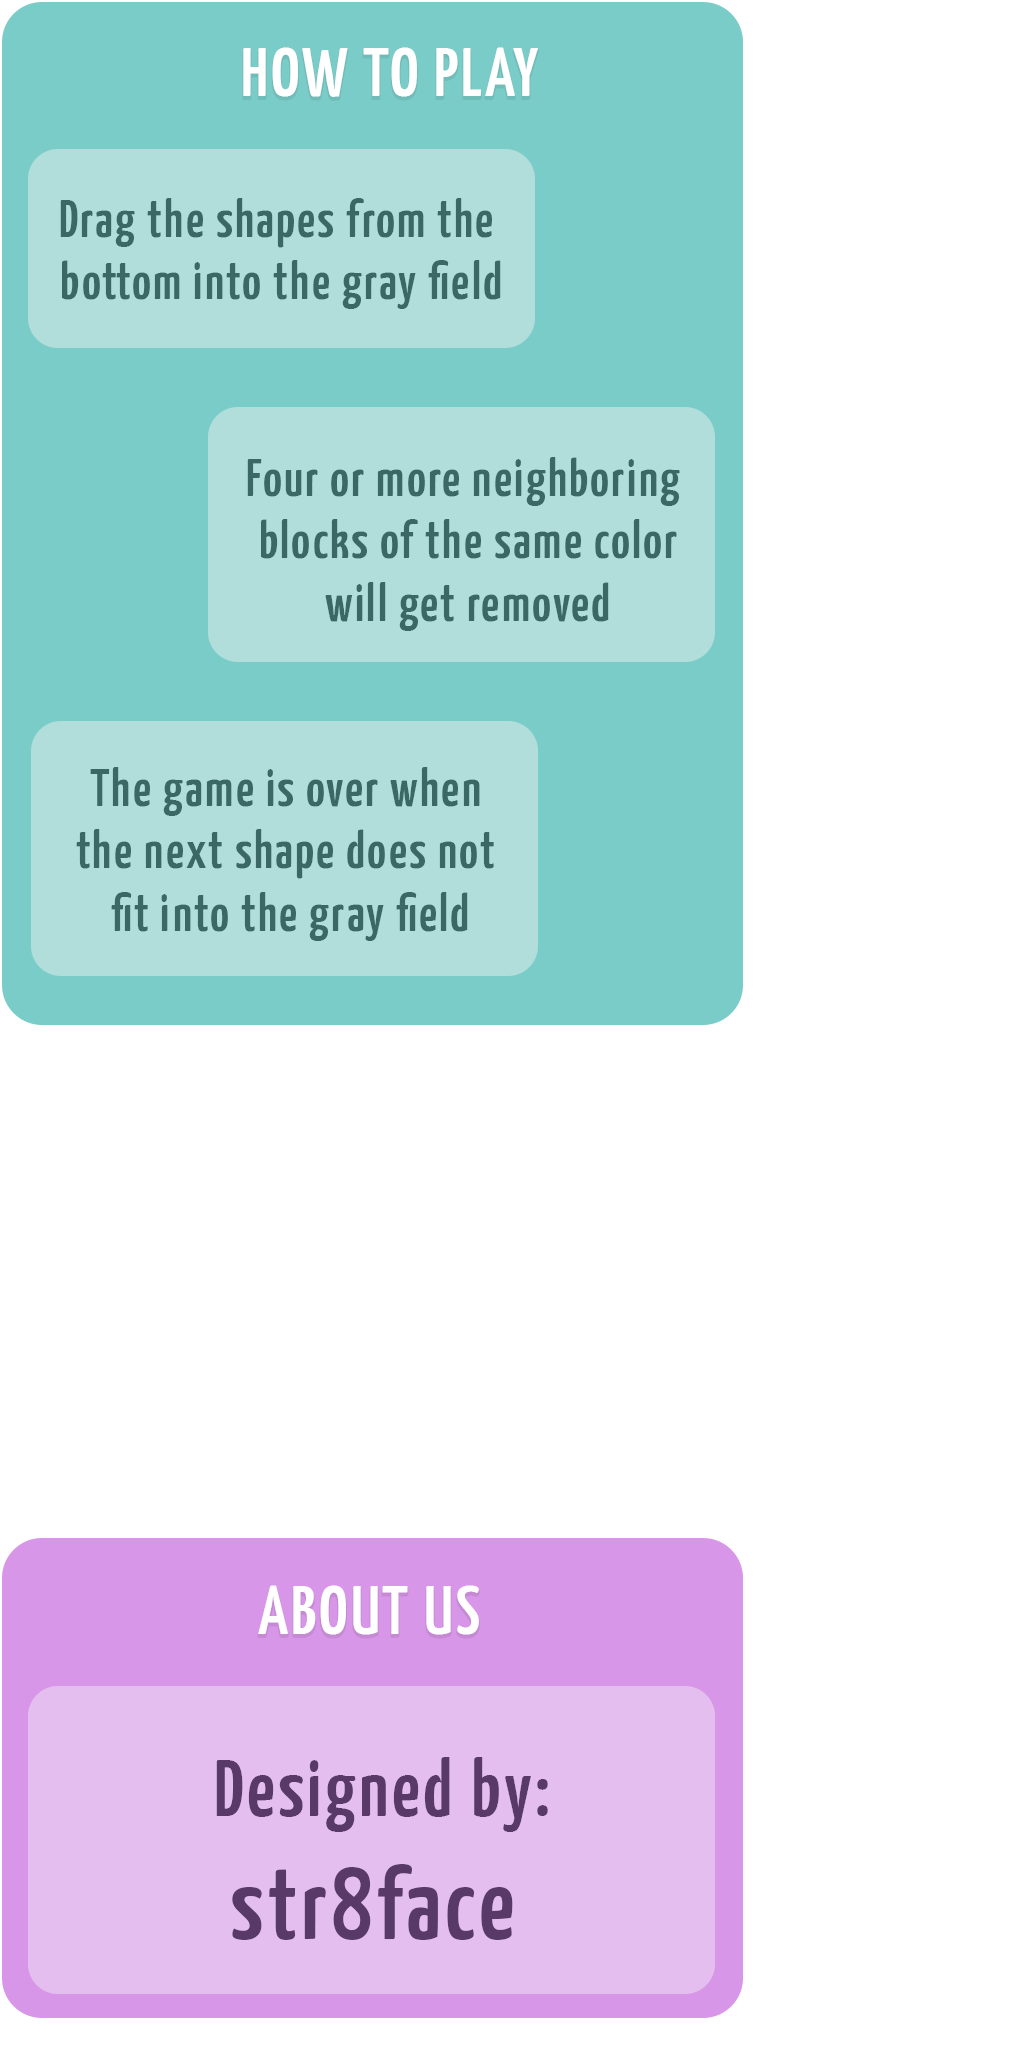 HOW TO PLAY
Drag the shapes from the
bottom into the gray field
Four or more neighboring
blocks of the same color
will get removed
The game is over when
the next shape does not
fit into the gray field
ABOUT US
Designed by:
str8face